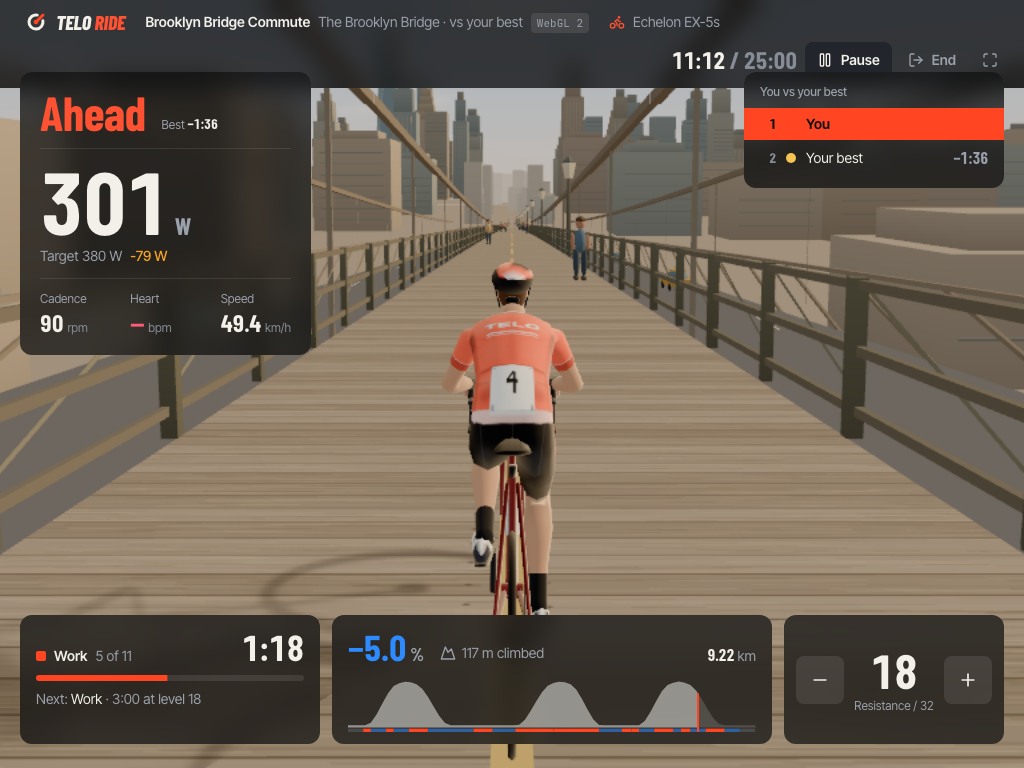 TELO RIDE Brooklyn Bridge Commute The Brooklyn Bridge · vs your best WebGL 2 Echelon EX-5s
11:12 / 25:00 Pause End
Ahead Best −1:36
301 W
Target 380 W -79 W
Cadence Heart Speed
90 rpm — bpm 49.4 km/h
You vs your best
1 You
2 Your best −1:36
TELO
4
Work 5 of 11 1:18
Next: Work · 3:00 at level 18
−5.0 % 117 m climbed 9.22 km
− 18 +
Resistance / 32